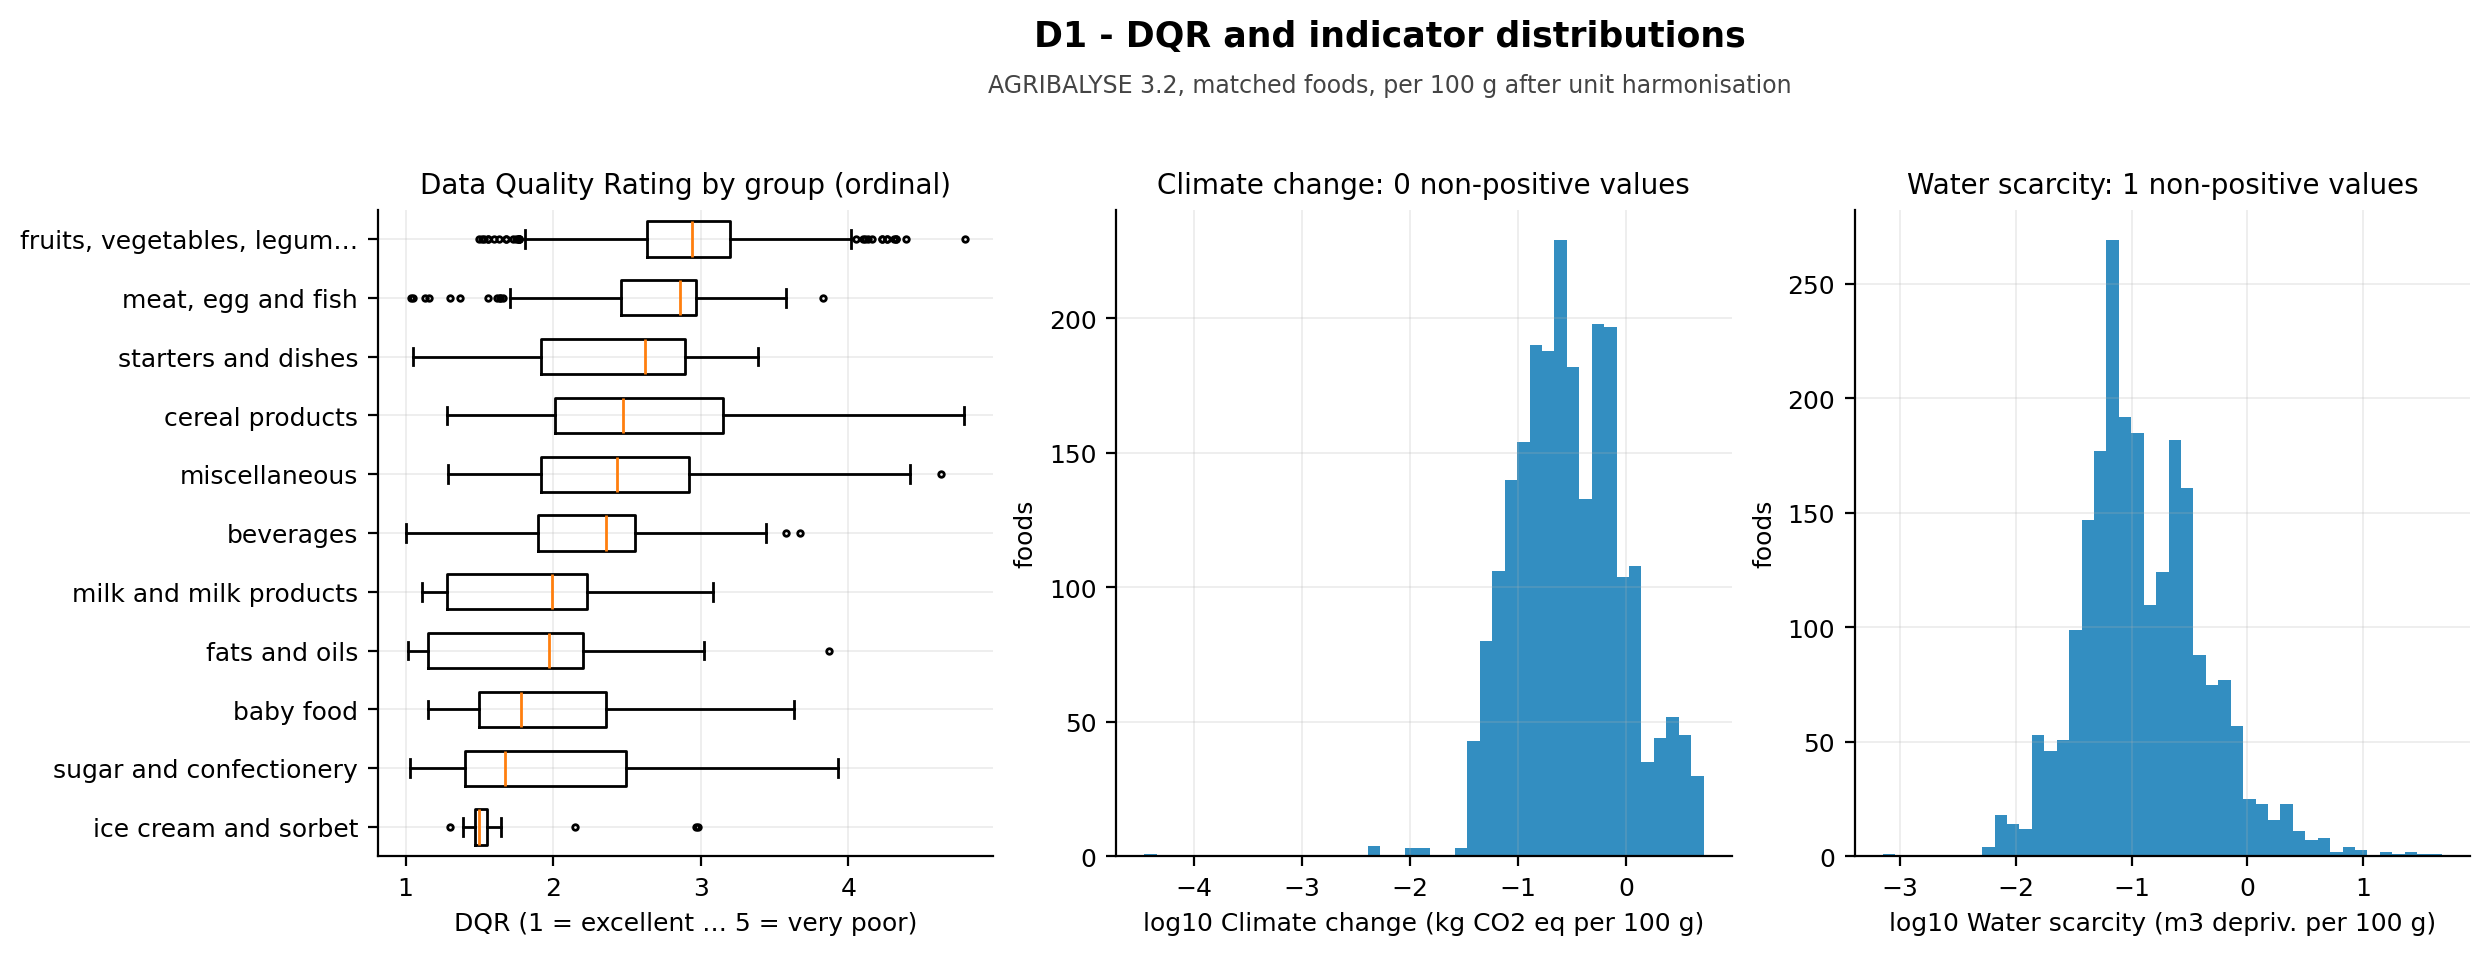 D1 - DQR and indicator distributions
AGRIBALYSE 3.2, matched foods, per 100 g after unit harmonisation
Data Quality Rating by group (ordinal)
fruits, vegetables, legum…
meat, egg and fish
starters and dishes
cereal products
miscellaneous
beverages
milk and milk products
fats and oils
baby food
sugar and confectionery
ice cream and sorbet
1 2 3 4
DQR (1 = excellent … 5 = very poor)
Climate change: 0 non-positive values
foods
200
150
100
50
0
−4 −3 −2 −1 0
log10 Climate change (kg CO2 eq per 100 g)
Water scarcity: 1 non-positive values
foods
250
200
150
100
50
0
−3 −2 −1 0 1
log10 Water scarcity (m3 depriv. per 100 g)